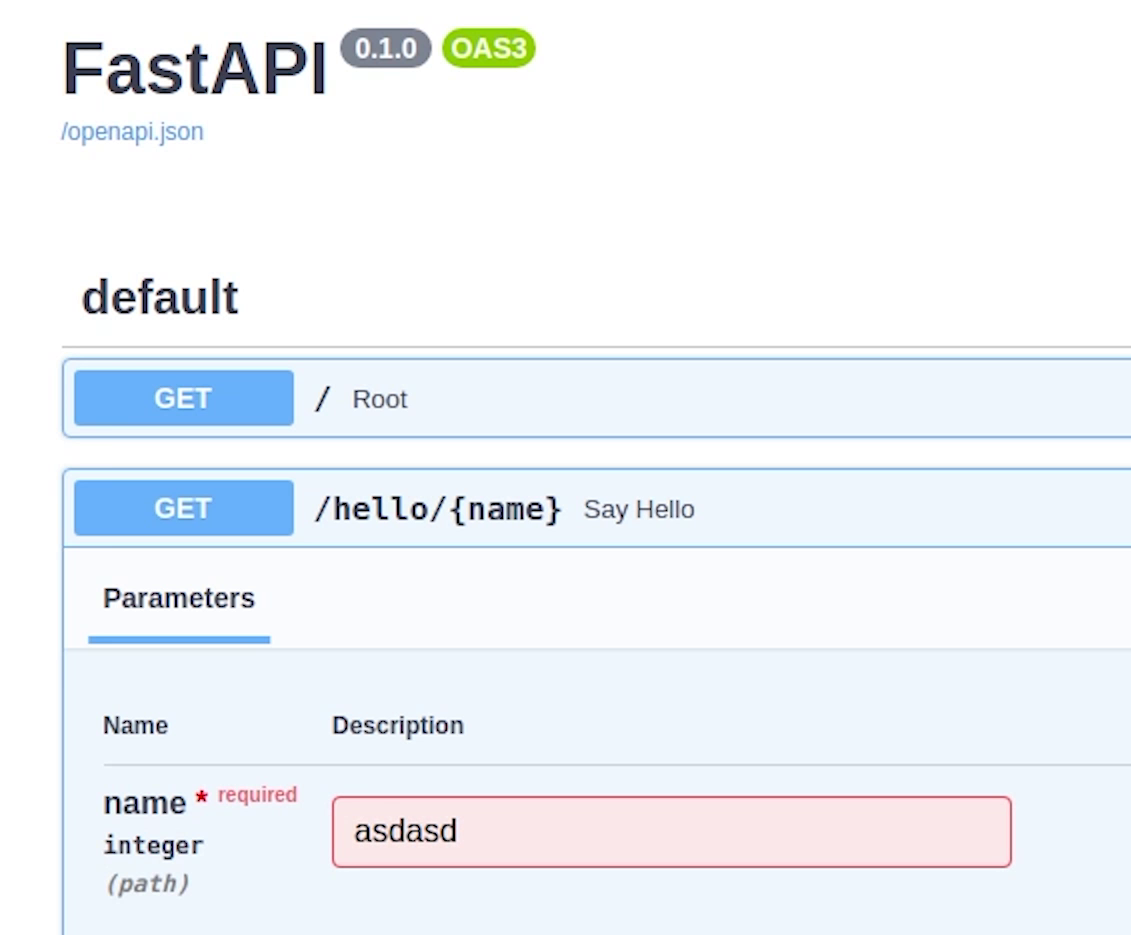 FastAPI 0.1.0 OAS3
/openapi.json
default
GET / Root
GET /hello/{name} Say Hello
Parameters
Name Description
name * required
integer
(path)
asdasd